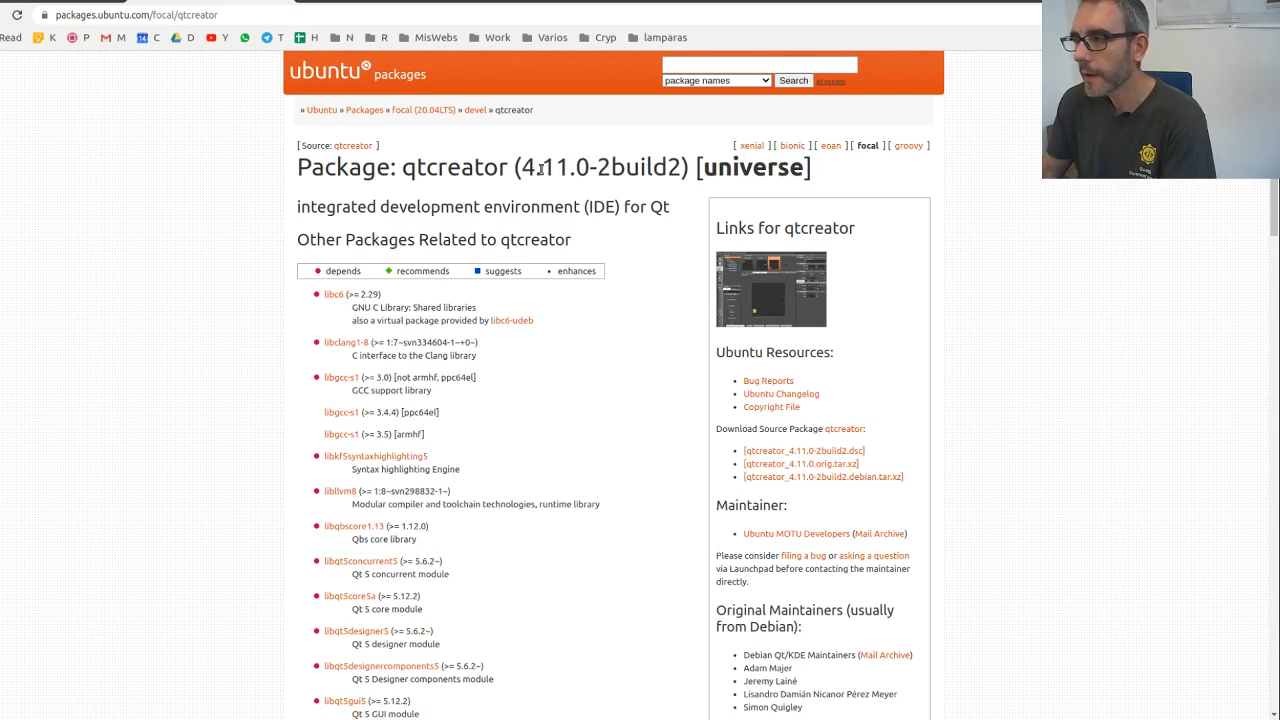 packages.ubuntu.com/focal/qtcreator
Read K P M C D Y T H N R MisWebs Work Varios Cryp lamparas
ubuntu packages
package names Search all options
» Ubuntu » Packages » focal (20.04LTS) » devel » qtcreator
[ Source: qtcreator ]
[ xenial ] [ bionic ] [ eoan ] [ focal ] [ groovy ]
Package: qtcreator (4.11.0-2build2) [universe]
integrated development environment (IDE) for Qt
Other Packages Related to qtcreator
depends recommends suggests enhances
libc6 (>= 2.29)
GNU C Library: Shared libraries
also a virtual package provided by libc6-udeb
libclang1-8 (>= 1:7~svn334604-1~+0~)
C interface to the Clang library
libgcc-s1 (>= 3.0) [not armhf, ppc64el]
GCC support library
libgcc-s1 (>= 3.4.4) [ppc64el]
libgcc-s1 (>= 3.5) [armhf]
libkf5syntaxhighlighting5
Syntax highlighting Engine
libllvm8 (>= 1:8~svn298832-1~)
Modular compiler and toolchain technologies, runtime library
libqbscore1.13 (>= 1.12.0)
Qbs core library
libqt5concurrent5 (>= 5.6.2~)
Qt 5 concurrent module
libqt5core5a (>= 5.12.2)
Qt 5 core module
libqt5designer5 (>= 5.6.2~)
Qt 5 designer module
libqt5designercomponents5 (>= 5.6.2~)
Qt 5 Designer components module
libqt5gui5 (>= 5.12.2)
Qt 5 GUI module
Links for qtcreator
Ubuntu Resources:
Bug Reports
Ubuntu Changelog
Copyright File
Download Source Package qtcreator:
[qtcreator_4.11.0-2build2.dsc]
[qtcreator_4.11.0.orig.tar.xz]
[qtcreator_4.11.0-2build2.debian.tar.xz]
Maintainer:
Ubuntu MOTU Developers (Mail Archive)
Please consider filing a bug or asking a question
via Launchpad before contacting the maintainer
directly.
Original Maintainers (usually
from Debian):
Debian Qt/KDE Maintainers (Mail Archive)
Adam Majer
Jeremy Lainé
Lisandro Damián Nicanor Pérez Meyer
Simon Quigley